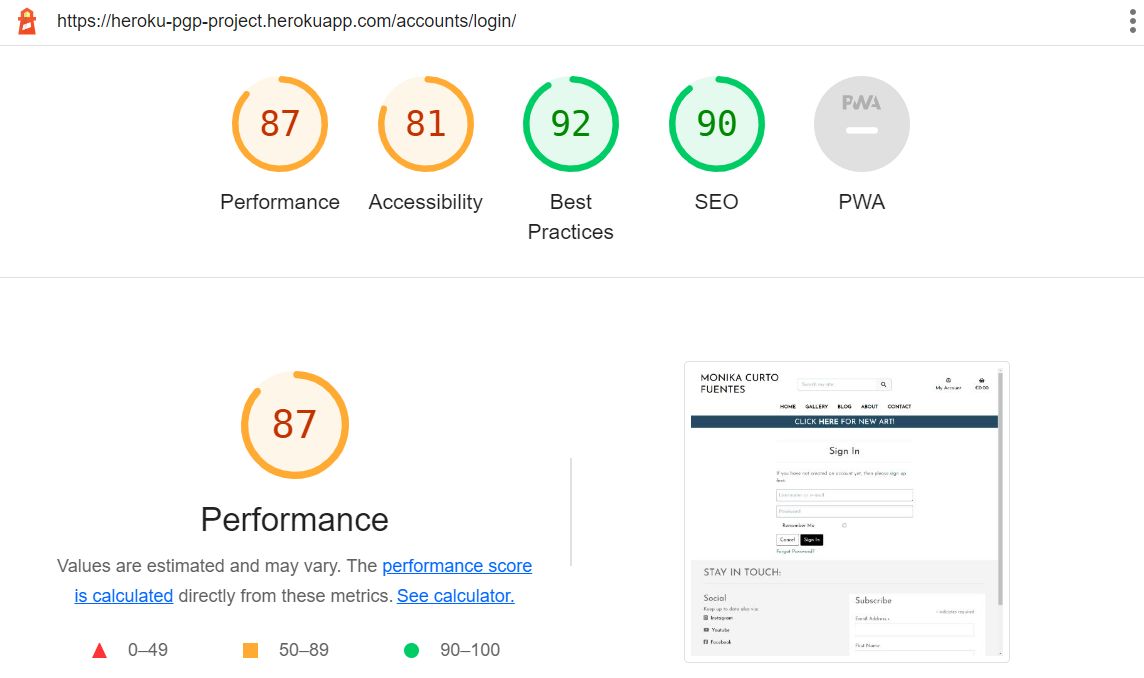 https://heroku-pgp-project.herokuapp.com/accounts/login/
87
81
92
90
PWA
Performance
Accessibility
Best
Practices
SEO
PWA
87
Performance
Values are estimated and may vary. The performance score
is calculated directly from these metrics. See calculator.
0–49
50–89
90–100
MONIKA CURTO
FUENTES
Search our site
My Account
€0.00
HOME GALLERY BLOG ABOUT CONTACT
CLICK HERE FOR NEW ART!
Sign In
If you have not created an account yet, then please sign up
first.
Username or e-mail
Password
Remember Me
Cancel
Sign In
Forgot Password?
STAY IN TOUCH:
Social
Keep up to date also via:
Instagram
Youtube
Facebook
Subscribe
* indicates required
Email Address *
First Name